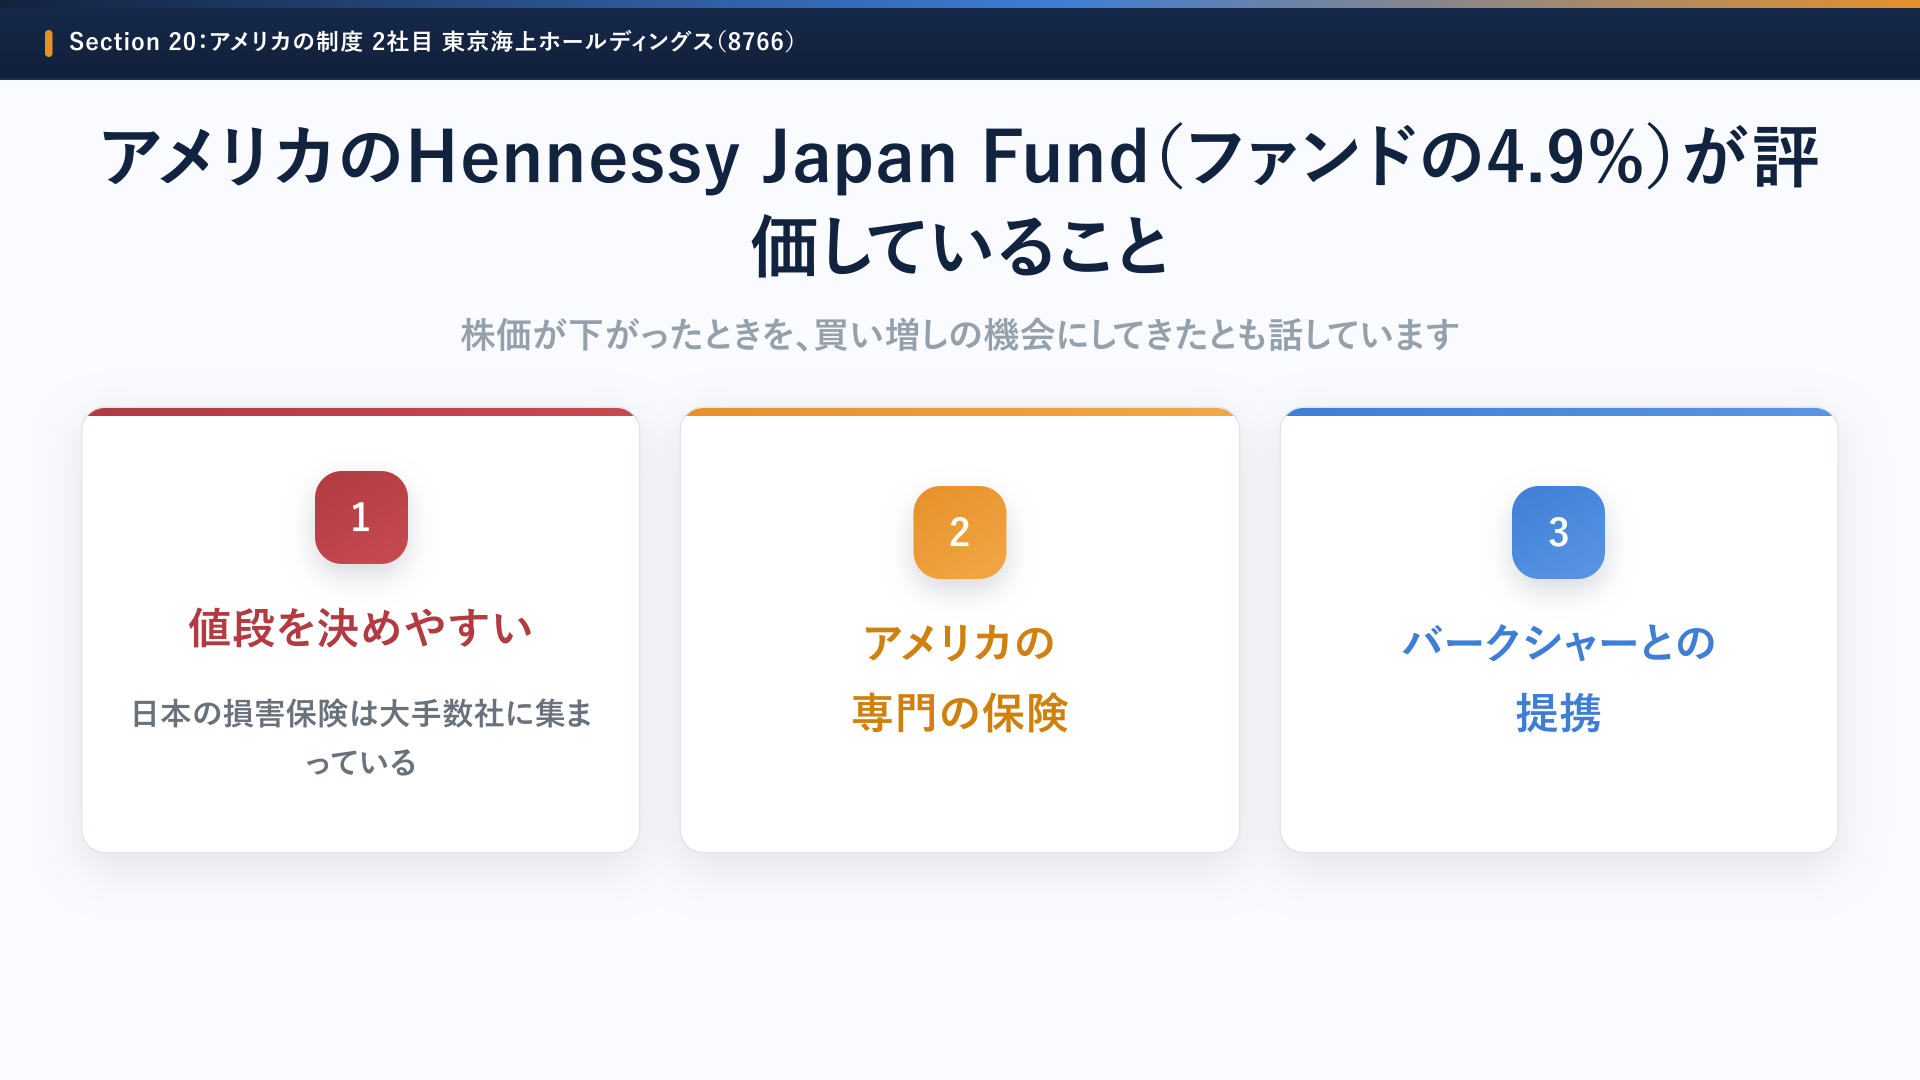 Section 20：アメリカの制度 2社目 東京海上ホールディングス（8766）
アメリカのHennessy Japan Fund（ファンドの4.9%）が評
価していること
株価が下がったときを、買い増しの機会にしてきたとも話しています
1
値段を決めやすい
日本の損害保険は大手数社に集ま
っている
2
アメリカの
専門の保険
3
バークシャーとの
提携